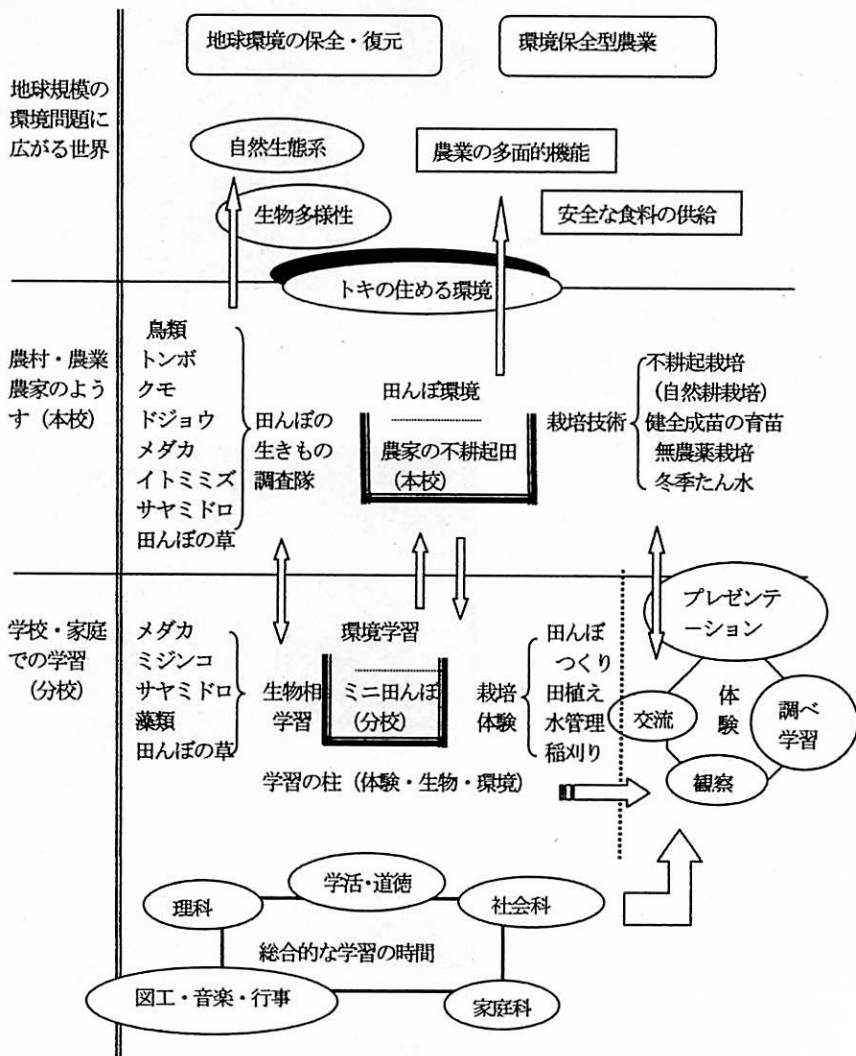 地球環境の保全・復元
環境保全型農業
地球規模の
環境問題に
広がる世界
自然生態系
農業の多面的機能
生物多様性
安全な食料の供給
トキの住める環境
農村・農業
農家のよう
す(本校)
鳥類
トンボ
クモ
ドジョウ
メダカ
イトミミズ
サヤミドロ
田んぼの草
田んぼの
生きもの
調査隊
田んぼ環境
農家の不耕起田
(本校)
栽培技術
不耕起栽培
(自然耕栽培)
健全成苗の育苗
無農薬栽培
冬季たん水
学校・家庭
での学習
(分校)
メダカ
ミジンコ
サヤミドロ
藻類
田んぼの草
生物相
学習
環境学習
ミニ田んぼ
(分校)
栽培
体験
田んぼ
つくり
田植え
水管理
稲刈り
プレゼンテ
ーション
交流
体
験
調べ
学習
観察
学習の柱(体験・生物・環境)
学活・道徳
理科
社会科
総合的な学習の時間
図工・音楽・行事
家庭科